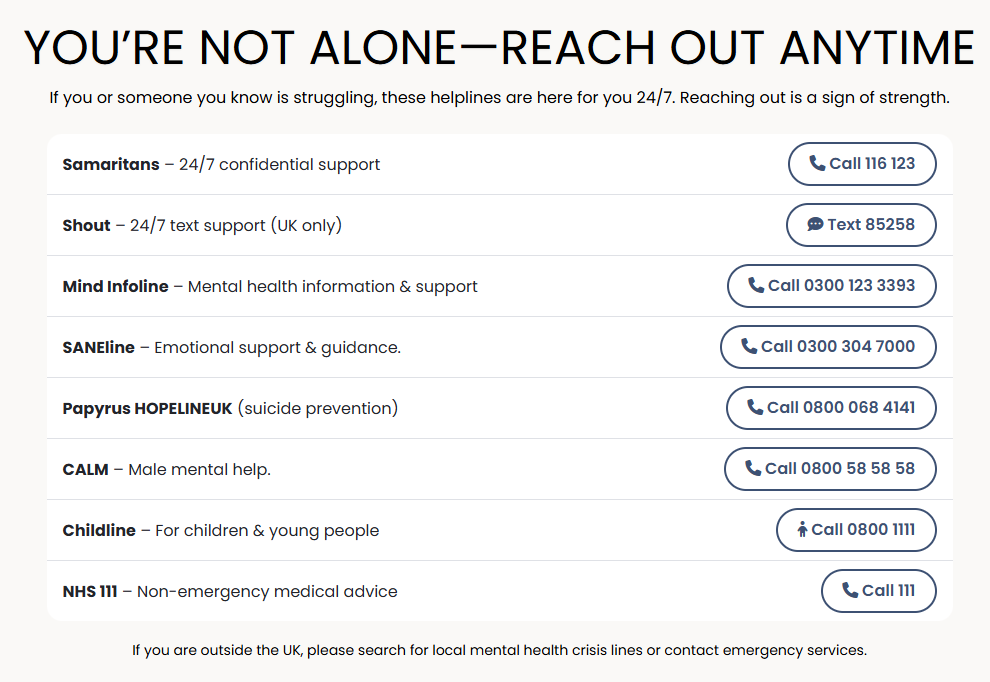 YOU’RE NOT ALONE—REACH OUT ANYTIME
If you or someone you know is struggling, these helplines are here for you 24/7. Reaching out is a sign of strength.
Samaritans – 24/7 confidential support Call 116 123
Shout – 24/7 text support (UK only) Text 85258
Mind Infoline – Mental health information & support Call 0300 123 3393
SANEline – Emotional support & guidance. Call 0300 304 7000
Papyrus HOPELINEUK (suicide prevention) Call 0800 068 4141
CALM – Male mental help. Call 0800 58 58 58
Childline – For children & young people Call 0800 1111
NHS 111 – Non-emergency medical advice Call 111
If you are outside the UK, please search for local mental health crisis lines or contact emergency services.